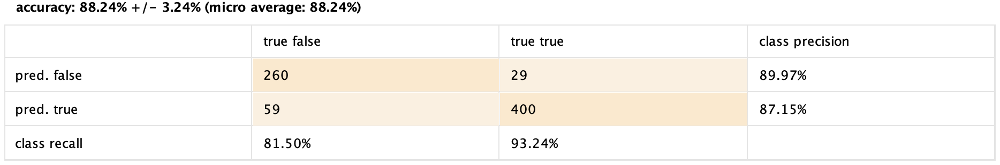 accuracy: 88.24% +/- 3.24% (micro average: 88.24%)
true false true true class precision
pred. false 260 29 89.97%
pred. true 59 400 87.15%
class recall 81.50% 93.24%